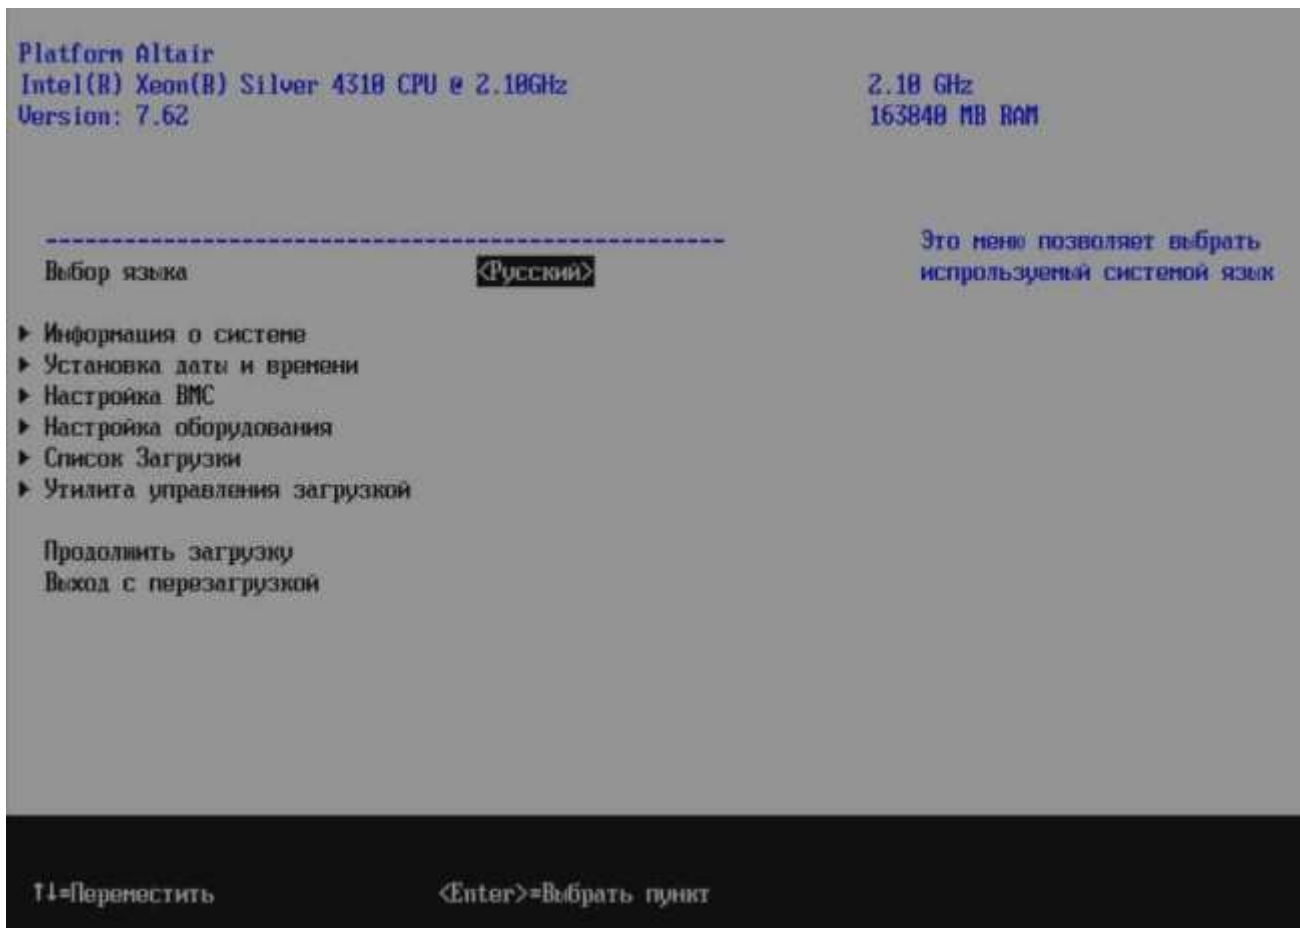 Platform Altair
Intel(R) Xeon(R) Silver 4310 CPU @ 2.10GHz 2.10 GHz
Version: 7.62 163840 MB RAM
Выбор языка <Русский>
Это меню позволяет выбрать
испрользуемый системой язык
Информация о системе
Установка даты и времени
Настройка BMC
Настройка оборудования
Список Загрузки
Утилита управления загрузкой
Продолжить загрузку
Выход с перезагрузкой
↑↓=Переместить <Enter>=Выбрать пункт